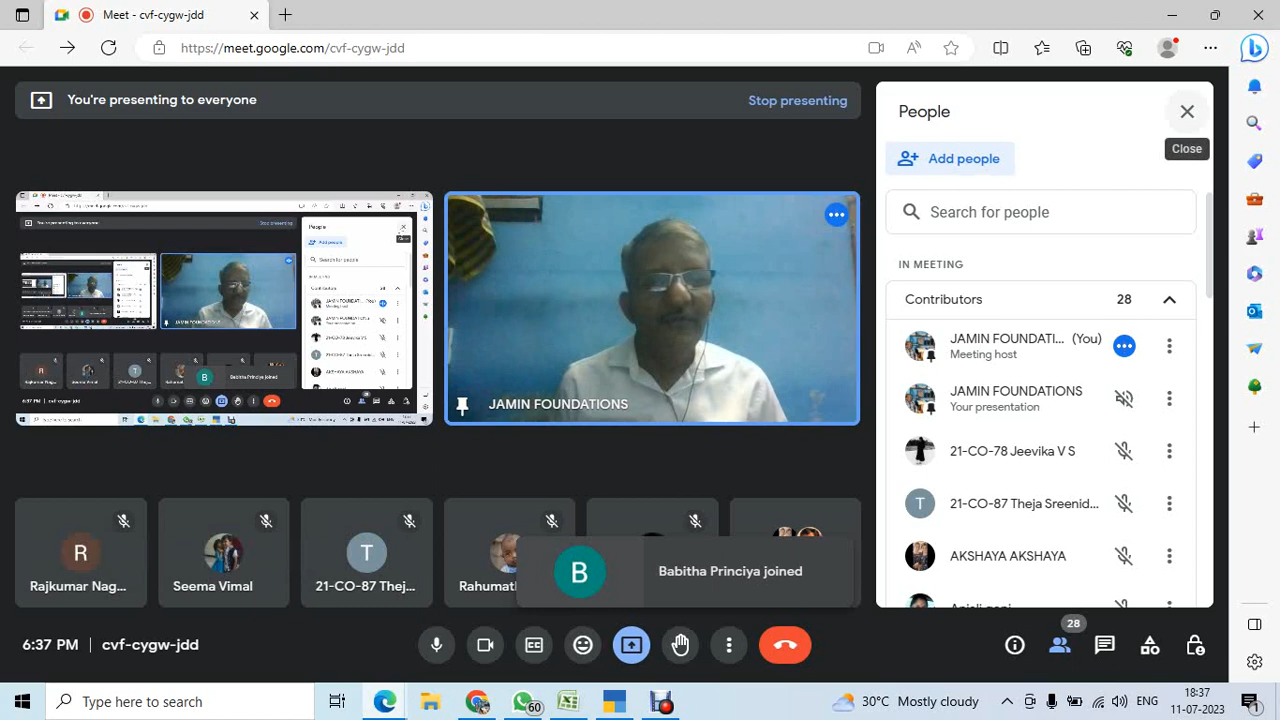 Meet - cvf-cygw-jdd
https://meet.google.com/cvf-cygw-jdd
You're presenting to everyone
Stop presenting
JAMIN FOUNDATIONS
Rajkumar Nag...
Seema Vimal
T
21-CO-87 Thej...
R
Rahumat
B
Babitha Princiya joined
6:37 PM | cvf-cygw-jdd
People
Close
Add people
Search for people
IN MEETING
Contributors 28
JAMIN FOUNDATI... (You)
Meeting host
JAMIN FOUNDATIONS
Your presentation
21-CO-78 Jeevika V S
T 21-CO-87 Theja Sreenid...
AKSHAYA AKSHAYA
28
Type here to search
60
30°C Mostly cloudy
ENG
18:37
11-07-2023
1